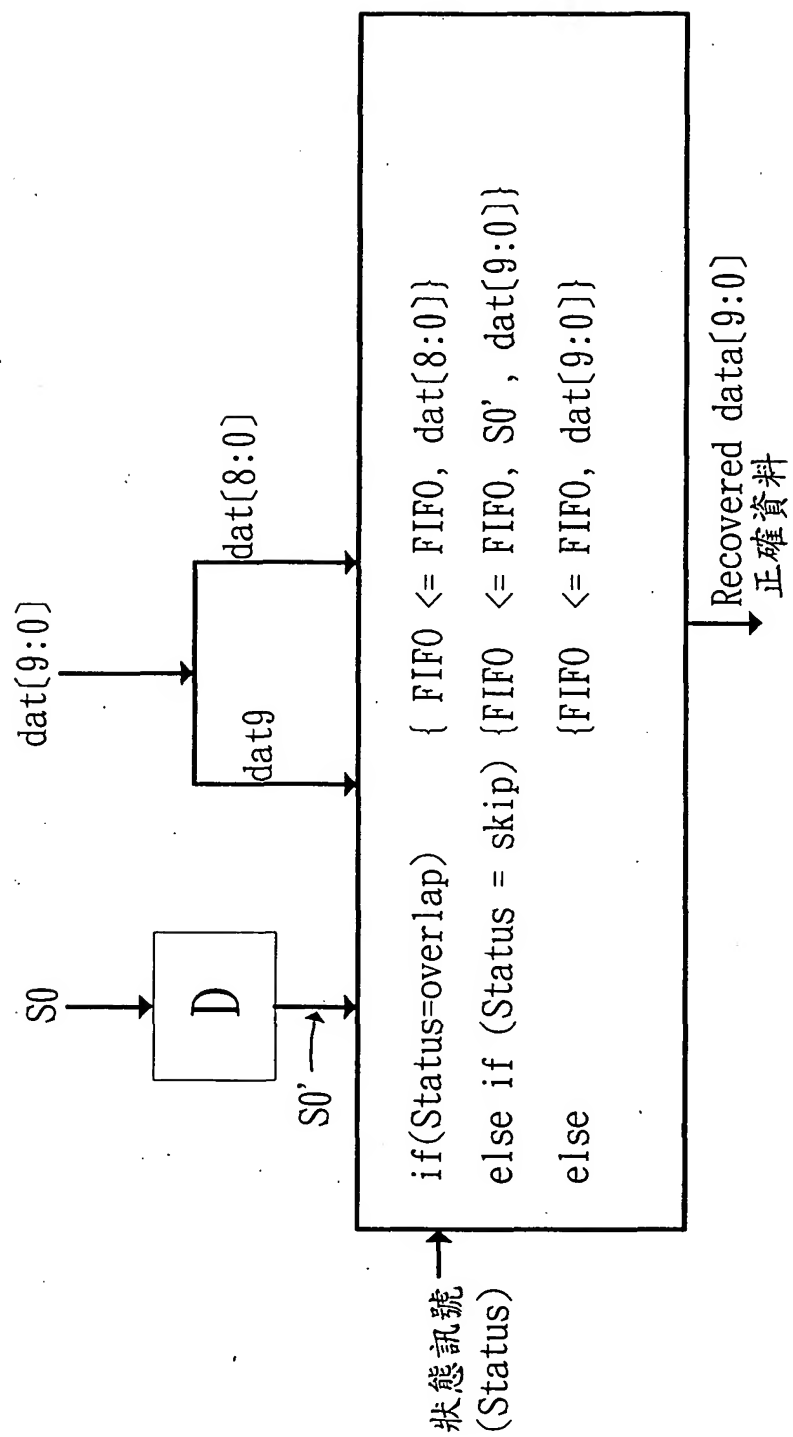 dat[9:0]
S0
dat9
dat[8:0]
D
S0'
狀態訊號
(Status)
if(Status=overlap) { FIFO <= FIFO, dat[8:0]}
else if (Status = skip) {FIFO <= FIFO, S0', dat[9:0]}
else {FIFO <= FIFO, dat[9:0]}
Recovered data[9:0]
正確資料